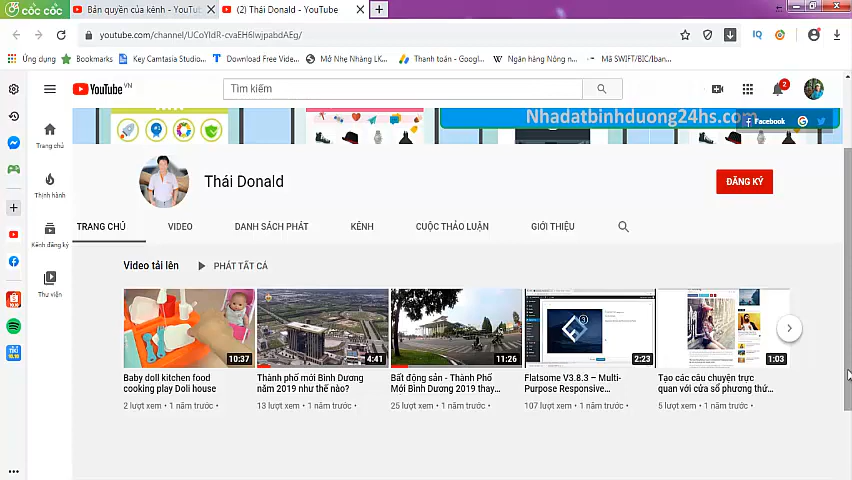 cốc cốc
Bản quyền của kênh - YouTub
(2) Thái Donald - YouTube
youtube.com/channel/UCoYldR-cvaEH6lwjpabdAEg/
IQ
Ứng dụng
Bookmarks
Key Camtasia Studio...
Download Free Vide...
Mở Nhẹ Nhàng LK...
Thanh toán - Googl...
Ngân hàng Nông n...
Mã SWIFT/BIC/Iban...
YouTube VN
Tìm kiếm
2
Nhadatbinhduong24hs.com
Facebook
Trang chủ
Thịnh hành
Kênh đăng ký
Thư viện
Thái Donald
ĐĂNG KÝ
TRANG CHỦ
VIDEO
DANH SÁCH PHÁT
KÊNH
CUỘC THẢO LUẬN
GIỚI THIỆU
Video tải lên
PHÁT TẤT CẢ
10:37
4:41
11:26
2:23
1:03
Baby doll kitchen food
cooking play Doli house
2 lượt xem • 1 năm trước •
Thành phố mới Bình Dương
năm 2019 như thế nào?
13 lượt xem • 1 năm trước •
Bất động sản - Thành Phố
Mới Bình Dương 2019 thay...
25 lượt xem • 1 năm trước •
Flatsome V3.8.3 – Multi-
Purpose Responsive...
107 lượt xem • 1 năm trước •
Tạo các câu chuyện trực
quan với cửa sổ phương thứ...
5 lượt xem • 1 năm trước •